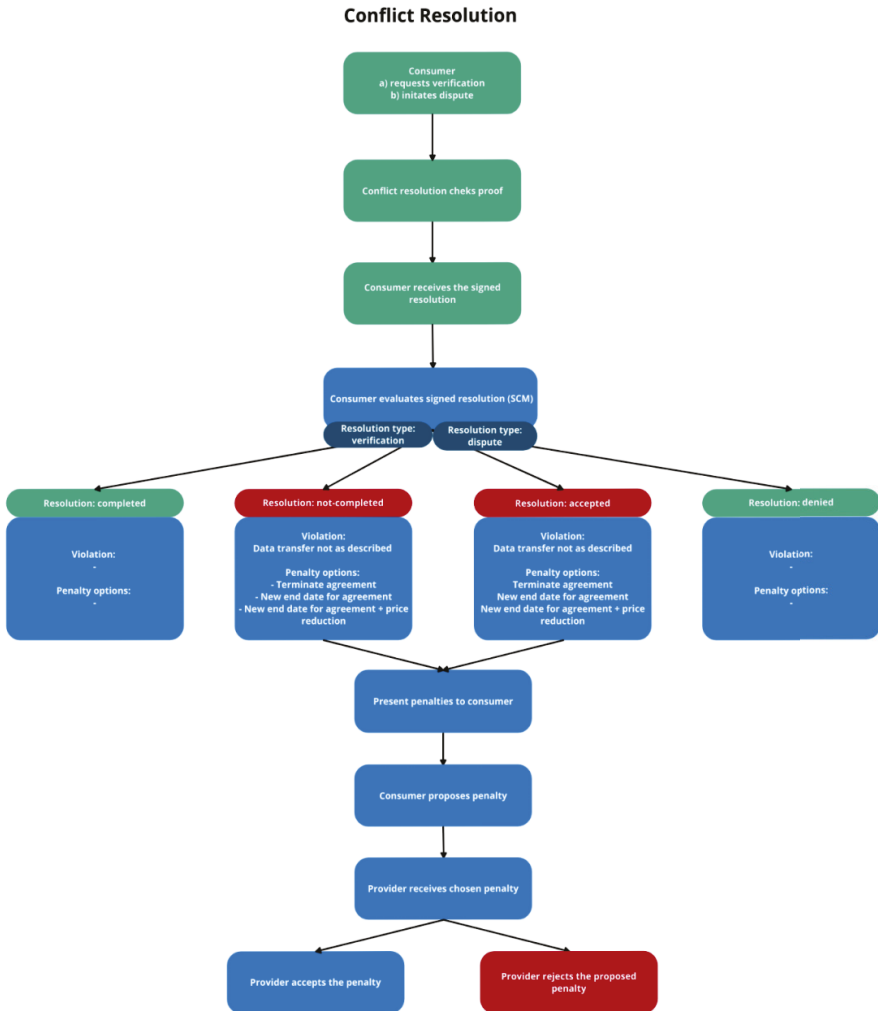 Conflict Resolution
Consumer
a) requests verification
b) initates dispute
Conflict resolution cheks proof
Consumer receives the signed
resolution
Consumer evaluates signed resolution (SCM)
Resolution type:
verification
Resolution type:
dispute
Resolution: completed
Violation:
-
Penalty options:
-
Resolution: not-completed
Violation:
Data transfer not as described
Penalty options:
- Terminate agreement
- New end date for agreement
- New end date for agreement + price
reduction
Resolution: accepted
Violation:
Data transfer not as described
Penalty options:
Terminate agreement
New end date for agreement
New end date for agreement + price
reduction
Resolution: denied
Violation:
-
Penalty options:
-
Present penalties to consumer
Consumer proposes penalty
Provider receives chosen penalty
Provider accepts the penalty
Provider rejects the proposed
penalty